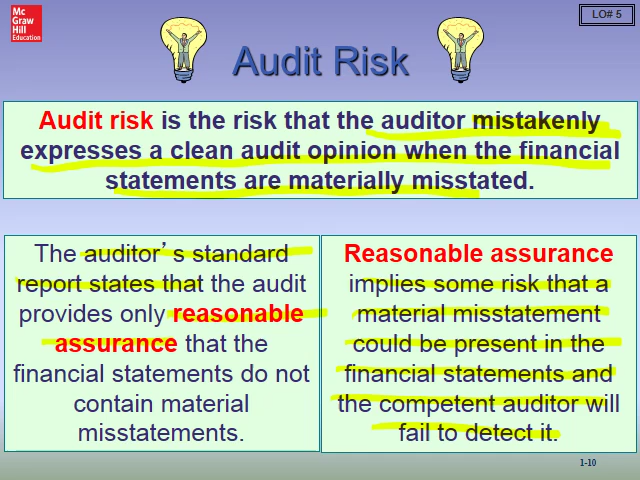 Mc
Graw
Hill
Education
LO# 5
Audit Risk
Audit risk is the risk that the auditor mistakenly
expresses a clean audit opinion when the financial
statements are materially misstated.
The auditor’s standard
report states that the audit
provides only reasonable
assurance that the
financial statements do not
contain material
misstatements.
Reasonable assurance
implies some risk that a
material misstatement
could be present in the
financial statements and
the competent auditor will
fail to detect it.
1-10